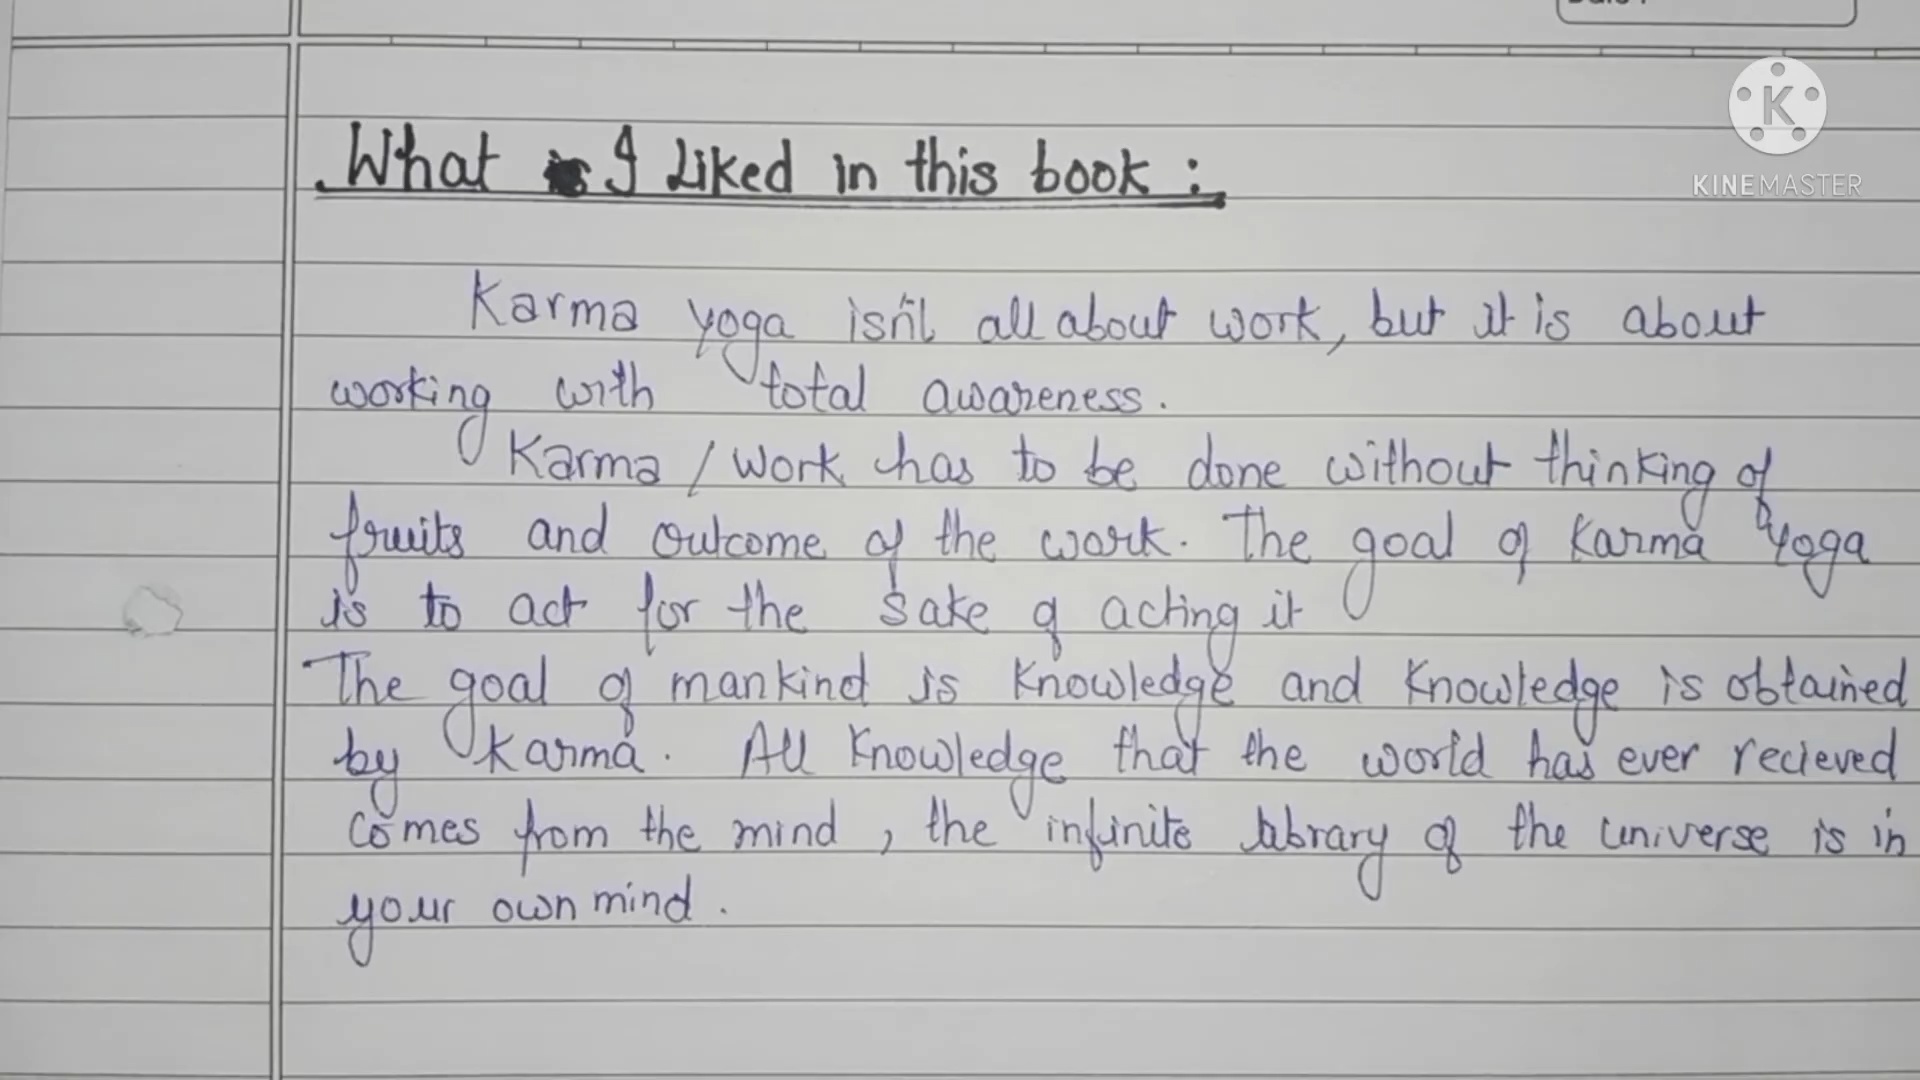 K
KINEMASTER
What I Liked in this book :
Karma yoga isn't all about work, but it is about
working with total awareness.
Karma / Work has to be done without thinking of
fruits and outcome of the work. The goal of Karma Yoga
is to act for the sake of acting it
The goal of mankind is Knowledge and Knowledge is obtained
by Karma. All Knowledge that the world has ever recieved
comes from the mind, the infinite library of the universe is in
your own mind.